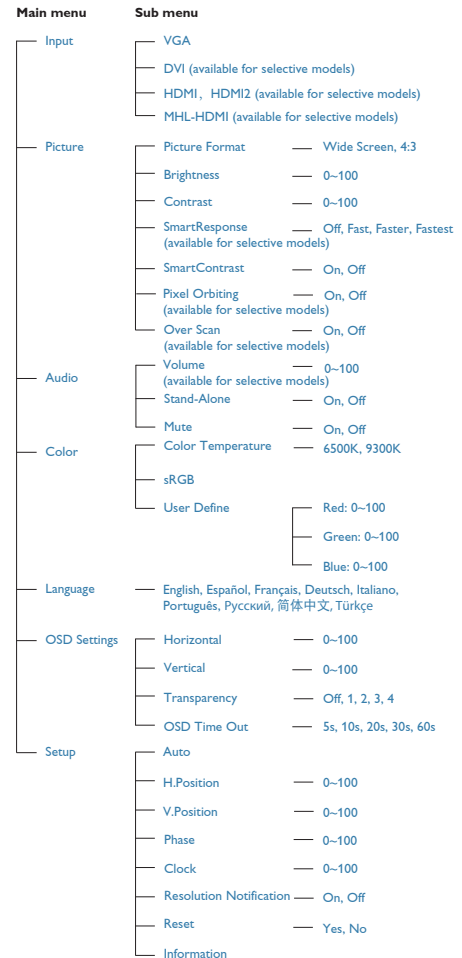 Main menu Sub menu
Input VGA
DVI (available for selective models)
HDMI, HDMI2 (available for selective models)
MHL-HDMI (available for selective models)
Picture Picture Format Wide Screen, 4:3
Brightness 0~100
Contrast 0~100
SmartResponse Off, Fast, Faster, Fastest
(available for selective models)
SmartContrast On, Off
Pixel Orbiting On, Off
(available for selective models)
Over Scan On, Off
(available for selective models)
Audio Volume 0~100
(available for selective models)
Stand-Alone On, Off
Mute On, Off
Color Color Temperature 6500K, 9300K
sRGB
User Define Red: 0~100
Green: 0~100
Blue: 0~100
Language English, Español, Français, Deutsch, Italiano,
Português, Русский, 简体中文, Türkçe
OSD Settings Horizontal 0~100
Vertical 0~100
Transparency Off, 1, 2, 3, 4
OSD Time Out 5s, 10s, 20s, 30s, 60s
Setup Auto
H.Position 0~100
V.Position 0~100
Phase 0~100
Clock 0~100
Resolution Notification On, Off
Reset Yes, No
Information